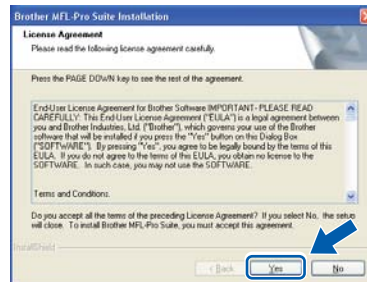 Brother MFL-Pro Suite Installation
License Agreement
Please read the following license agreement carefully.
Press the PAGE DOWN key to see the rest of the agreement.
End-User License Agreement for Brother Software IMPORTANT- PLEASE READ
CAREFULLY: This End-User License Agreement ("EULA") is a legal agreement between
you and Brother Industries, Ltd. ("Brother"), which governs your use of the Brother
software that will be installed if you press the "Yes" button on this Dialog Box
("SOFTWARE"). By pressing "Yes", you agree to be legally bound by the terms of this
EULA. If you do not agree to the terms of this EULA, you obtain no license to the
SOFTWARE. In such case, you may not use the SOFTWARE.
Terms and Conditions.
Do you accept all the terms of the preceding License Agreement? If you select No, the setup
will close. To install Brother MFL-Pro Suite, you must accept this agreement.
InstallShield
< Back
Yes
No